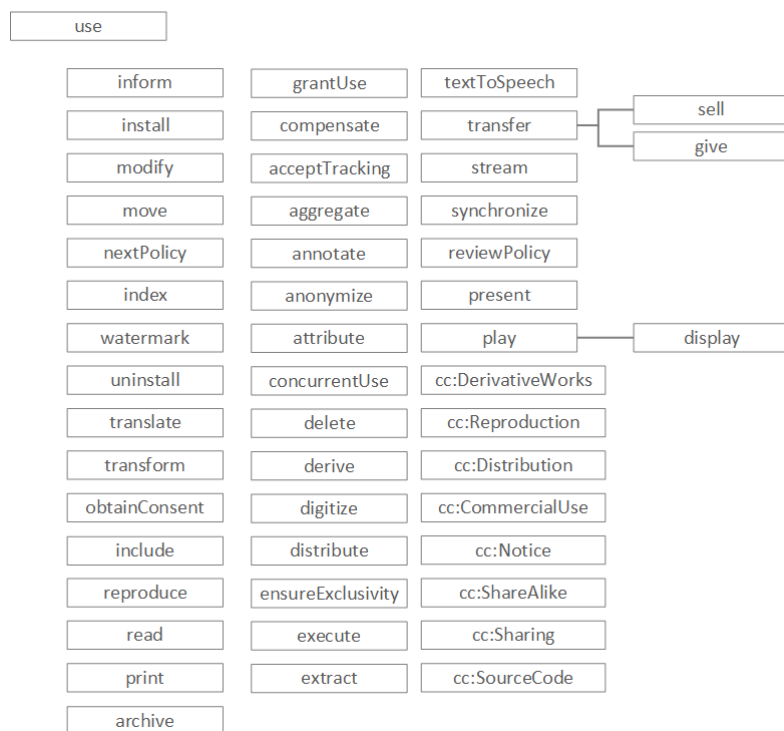 use
inform
install
modify
move
nextPolicy
index
watermark
uninstall
translate
transform
obtainConsent
include
reproduce
read
print
archive
grantUse
compensate
acceptTracking
aggregate
annotate
anonymize
attribute
concurrentUse
delete
derive
digitize
distribute
ensureExclusivity
execute
extract
textToSpeech
transfer
stream
synchronize
reviewPolicy
present
play
cc:DerivativeWorks
cc:Reproduction
cc:Distribution
cc:CommercialUse
cc:Notice
cc:ShareAlike
cc:Sharing
cc:SourceCode
sell
give
display